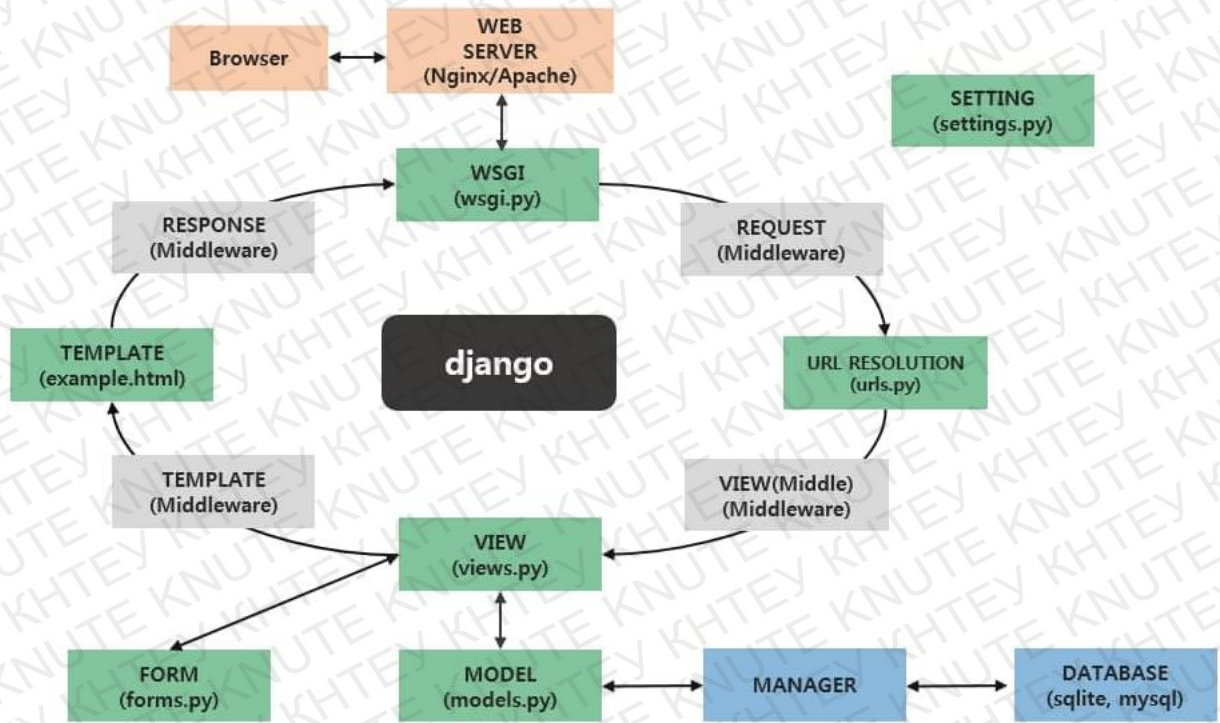 Browser
WEB
SERVER
(Nginx/Apache)
SETTING
(settings.py)
WSGI
(wsgi.py)
RESPONSE
(Middleware)
REQUEST
(Middleware)
TEMPLATE
(example.html)
django
URL RESOLUTION
(urls.py)
TEMPLATE
(Middleware)
VIEW(Middle)
(Middleware)
VIEW
(views.py)
FORM
(forms.py)
MODEL
(models.py)
MANAGER
DATABASE
(sqlite, mysql)
КНТЕУ KNUTE